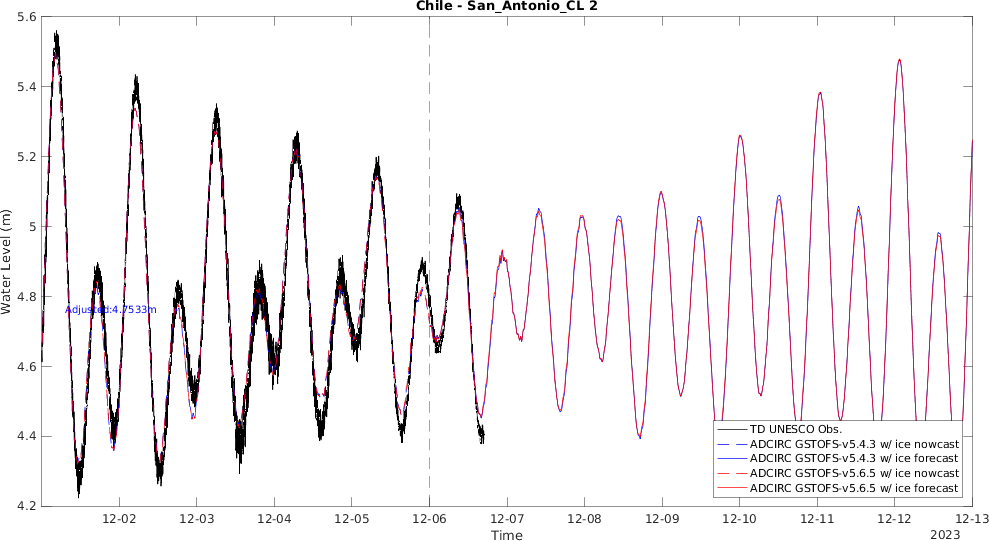 Chile - San_Antonio_CL 2
5.6
5.4
5.2
5
4.8
4.6
4.4
4.2
Water Level (m)
Adjusted:4.7533m
TD UNESCO Obs.
ADCIRC GSTOFS-v5.4.3 w/ ice nowcast
ADCIRC GSTOFS-v5.4.3 w/ ice forecast
ADCIRC GSTOFS-v5.6.5 w/ ice nowcast
ADCIRC GSTOFS-v5.6.5 w/ ice forecast
12-02 12-03 12-04 12-05 12-06 12-07 12-08 12-09 12-10 12-11 12-12 12-13
Time
2023